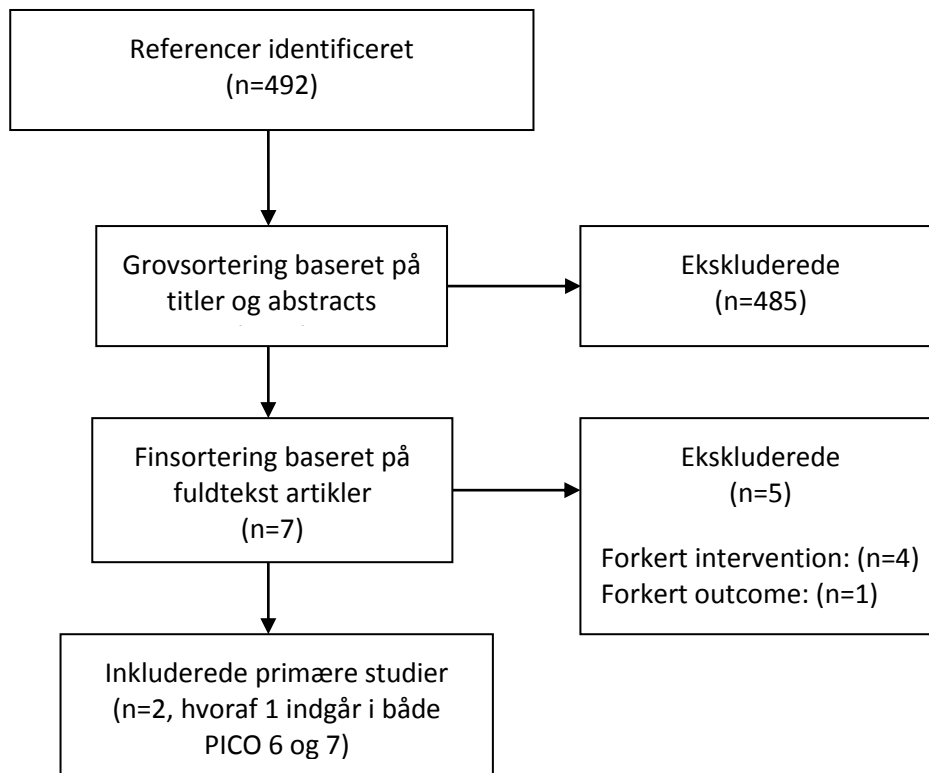 Referencer identificeret
(n=492)
Grovsortering baseret på
titler og abstracts
Ekskluderede
(n=485)
Finsortering baseret på
fuldtekst artikler
(n=7)
Ekskluderede
(n=5)
Forkert intervention: (n=4)
Forkert outcome: (n=1)
Inkluderede primære studier
(n=2, hvoraf 1 indgår i både
PICO 6 og 7)